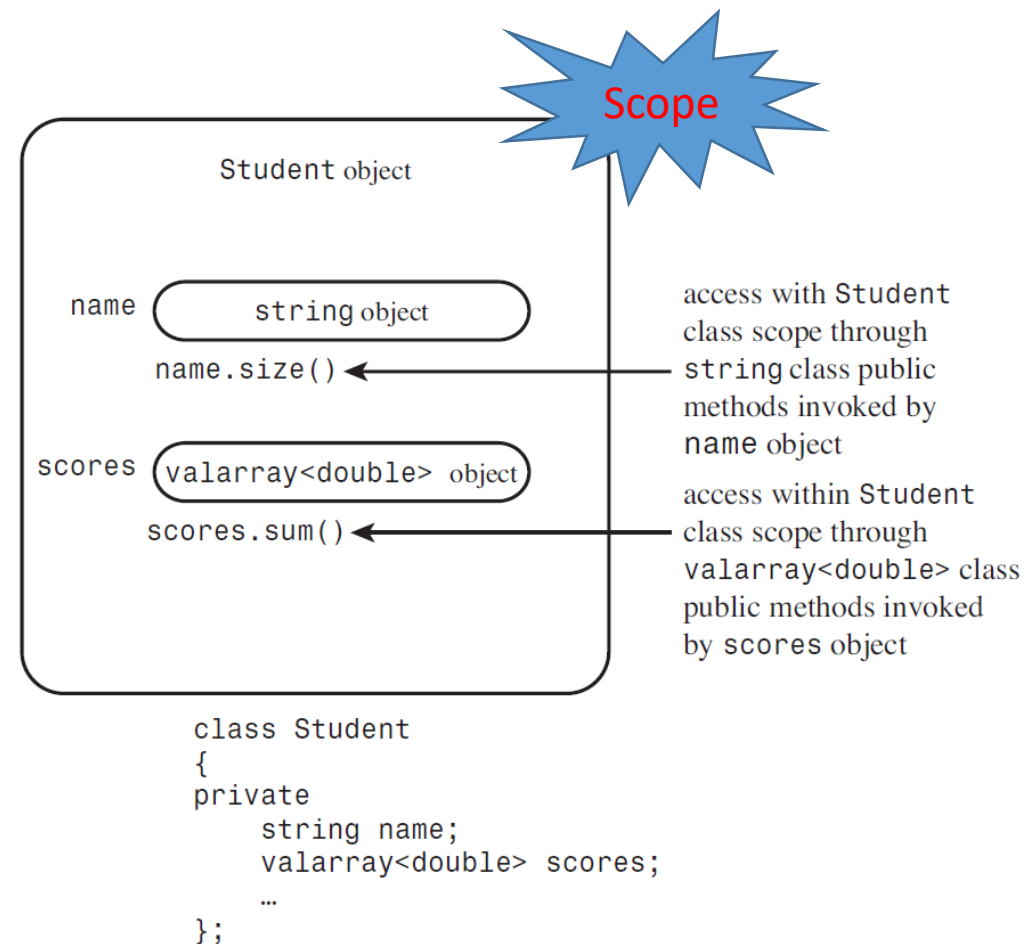 Scope
Student object
name
string object
name.size()
access with Student
class scope through
string class public
methods invoked by
name object
scores
valarray<double> object
scores.sum()
access within Student
class scope through
valarray<double> class
public methods invoked
by scores object
class Student
{
private
string name;
valarray<double> scores;
…
};